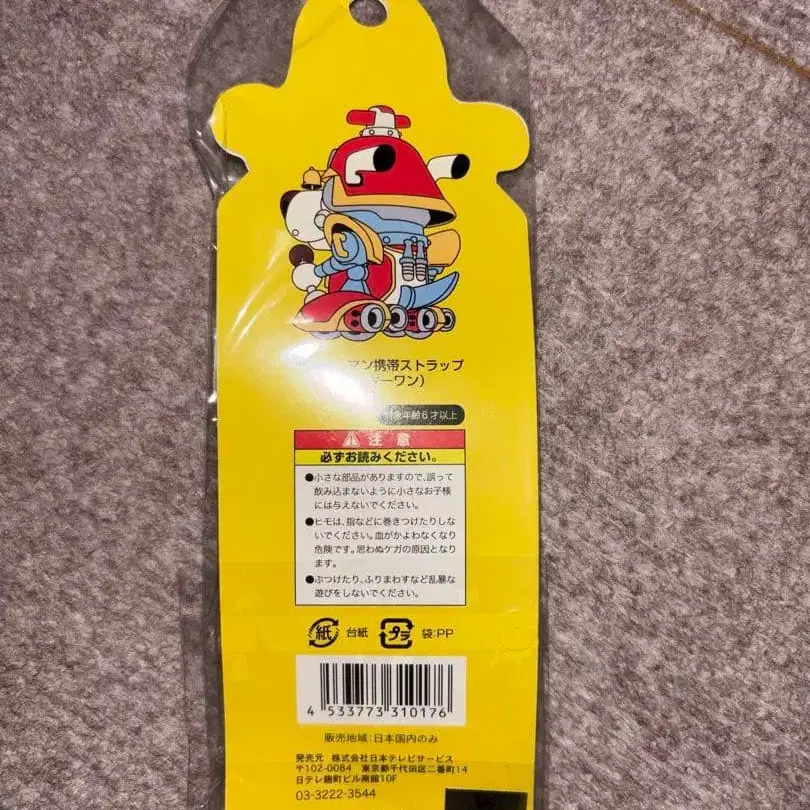 マン携帯ストラップ
ーワン)
対象年齢6才以上
注意
必ずお読みください。
●小さな部品がありますので、誤って
飲み込まないように小さなお子様
には与えないでください。
●ヒモは、指などに巻きつけたりしな
いでください。血がかよわなくなり
危険です。思わぬケガの原因となり
ます。
●ぶつけたり、ふりまわすなど乱暴な
遊びをしないでください。
紙 台紙 プラ 袋:PP
4 533773 310176
販売地域:日本国内のみ
発売元 株式会社日本テレビサービス
〒102-0084 東京都千代田区二番町14
日テレ麹町ビル南館10F
03-3222-3544